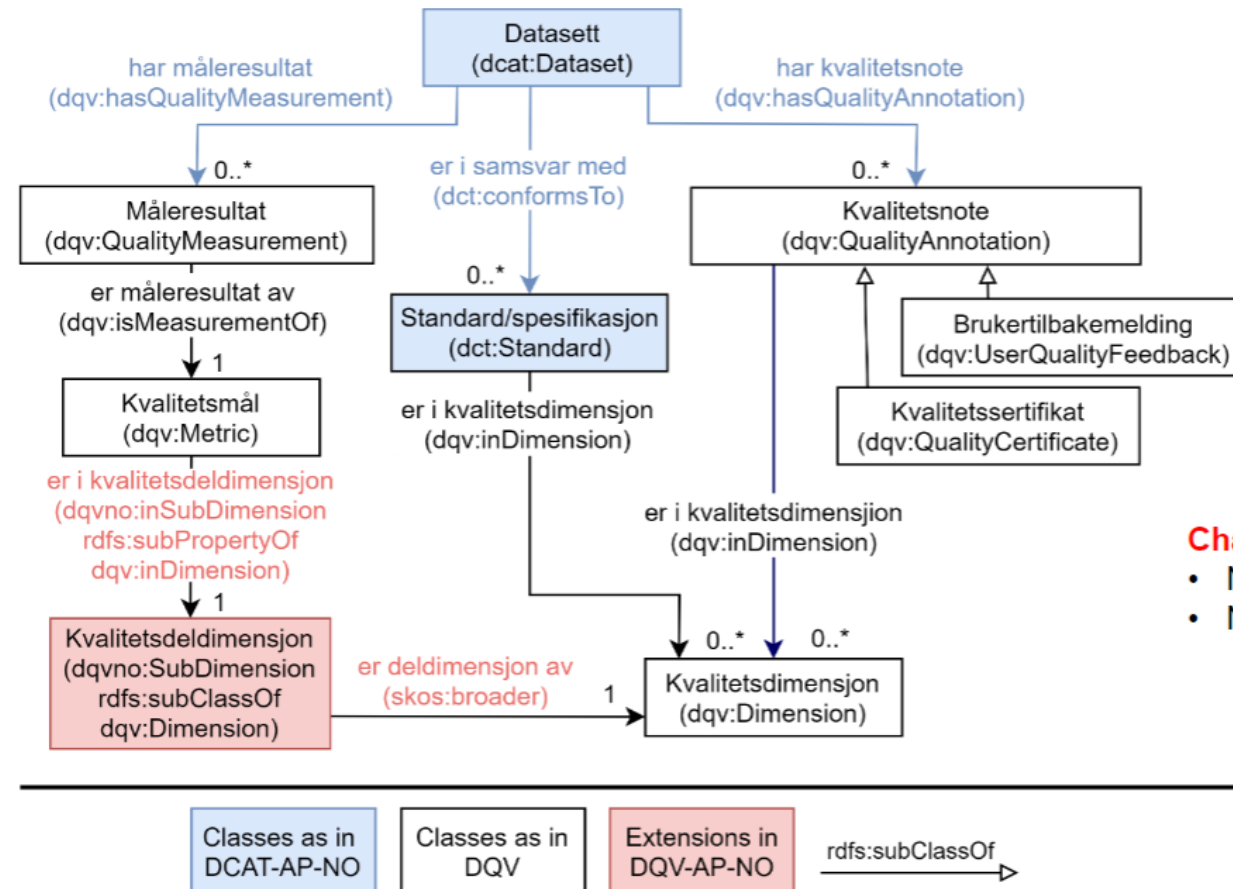 Datasett
(dcat:Dataset)
har måleresultat
(dqv:hasQualityMeasurement)
har kvalitetsnote
(dqv:hasQualityAnnotation)
er i samsvar med
(dct:conformsTo)
0..*
0..*
0..*
Måleresultat
(dqv:QualityMeasurement)
Kvalitetsnote
(dqv:QualityAnnotation)
er måleresultat av
(dqv:isMeasurementOf)
1
Standard/spesifikasjon
(dct:Standard)
Brukertilbakemelding
(dqv:UserQualityFeedback)
Kvalitetsmål
(dqv:Metric)
er i kvalitetsdimensjon
(dqv:inDimension)
Kvalitetssertifikat
(dqv:QualityCertificate)
er i kvalitetsdeldimensjon
(dqvno:inSubDimension
rdfs:subPropertyOf
dqv:inDimension)
1
er i kvalitetsdimensjion
(dqv:inDimension)
Cha
• N
• N
Kvalitetsdeldimensjon
(dqvno:SubDimension
rdfs:subClassOf
dqv:Dimension)
er deldimensjon av
(skos:broader)
1
0..*
0..*
Kvalitetsdimensjon
(dqv:Dimension)
Classes as in
DCAT-AP-NO
Classes as in
DQV
Extensions in
DQV-AP-NO
rdfs:subClassOf